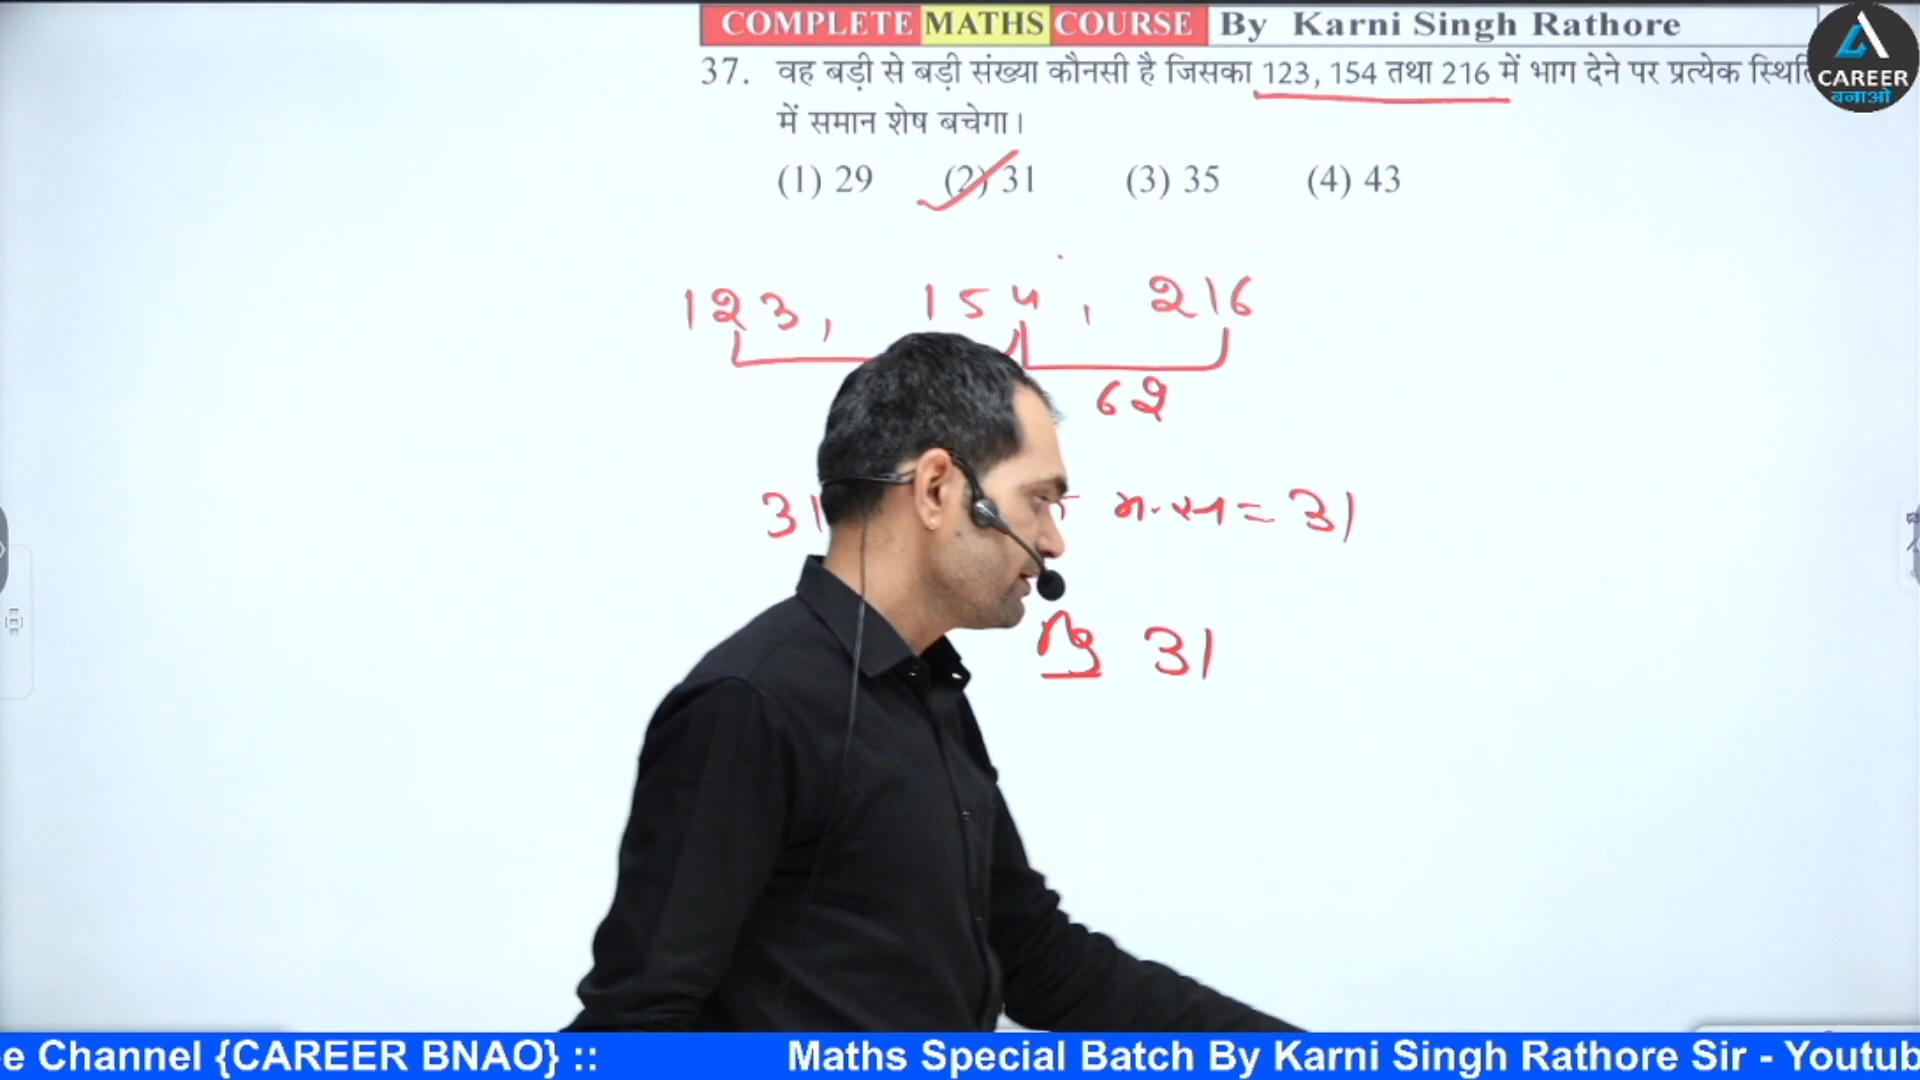 COMPLETE MATHS COURSE By Karni Singh Rathore
CAREER
बनाओ
37. वह बड़ी से बड़ी संख्या कौनसी है जिसका 123, 154 तथा 216 में भाग देने पर प्रत्येक
में समान शेष बचेगा।
(1) 29 (2) 31 (3) 35 (4) 43
123, 154, 216
62
31 म.स = 31
31
e Channel {CAREER BNAO} :: Maths Special Batch By Karni Singh Rathore Sir - Youtub